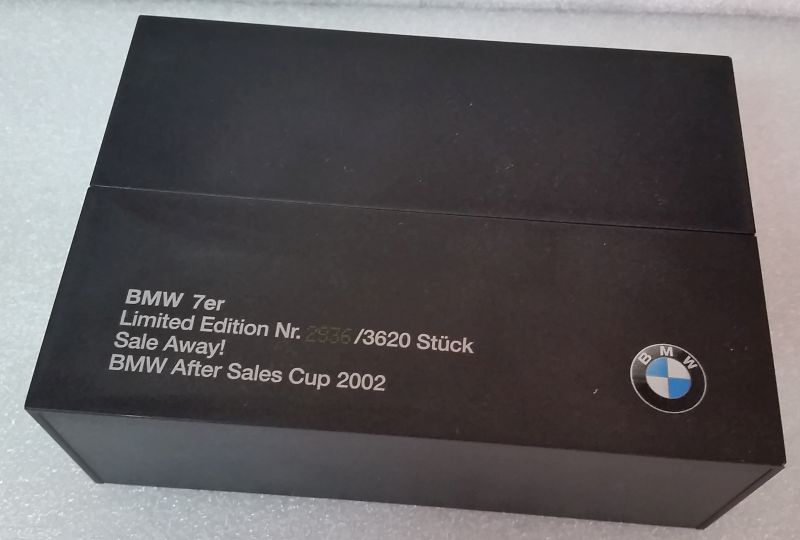 BMW 7er
Limited Edition Nr. 2936/3620 Stück
Sale Away!
BMW After Sales Cup 2002
BMW